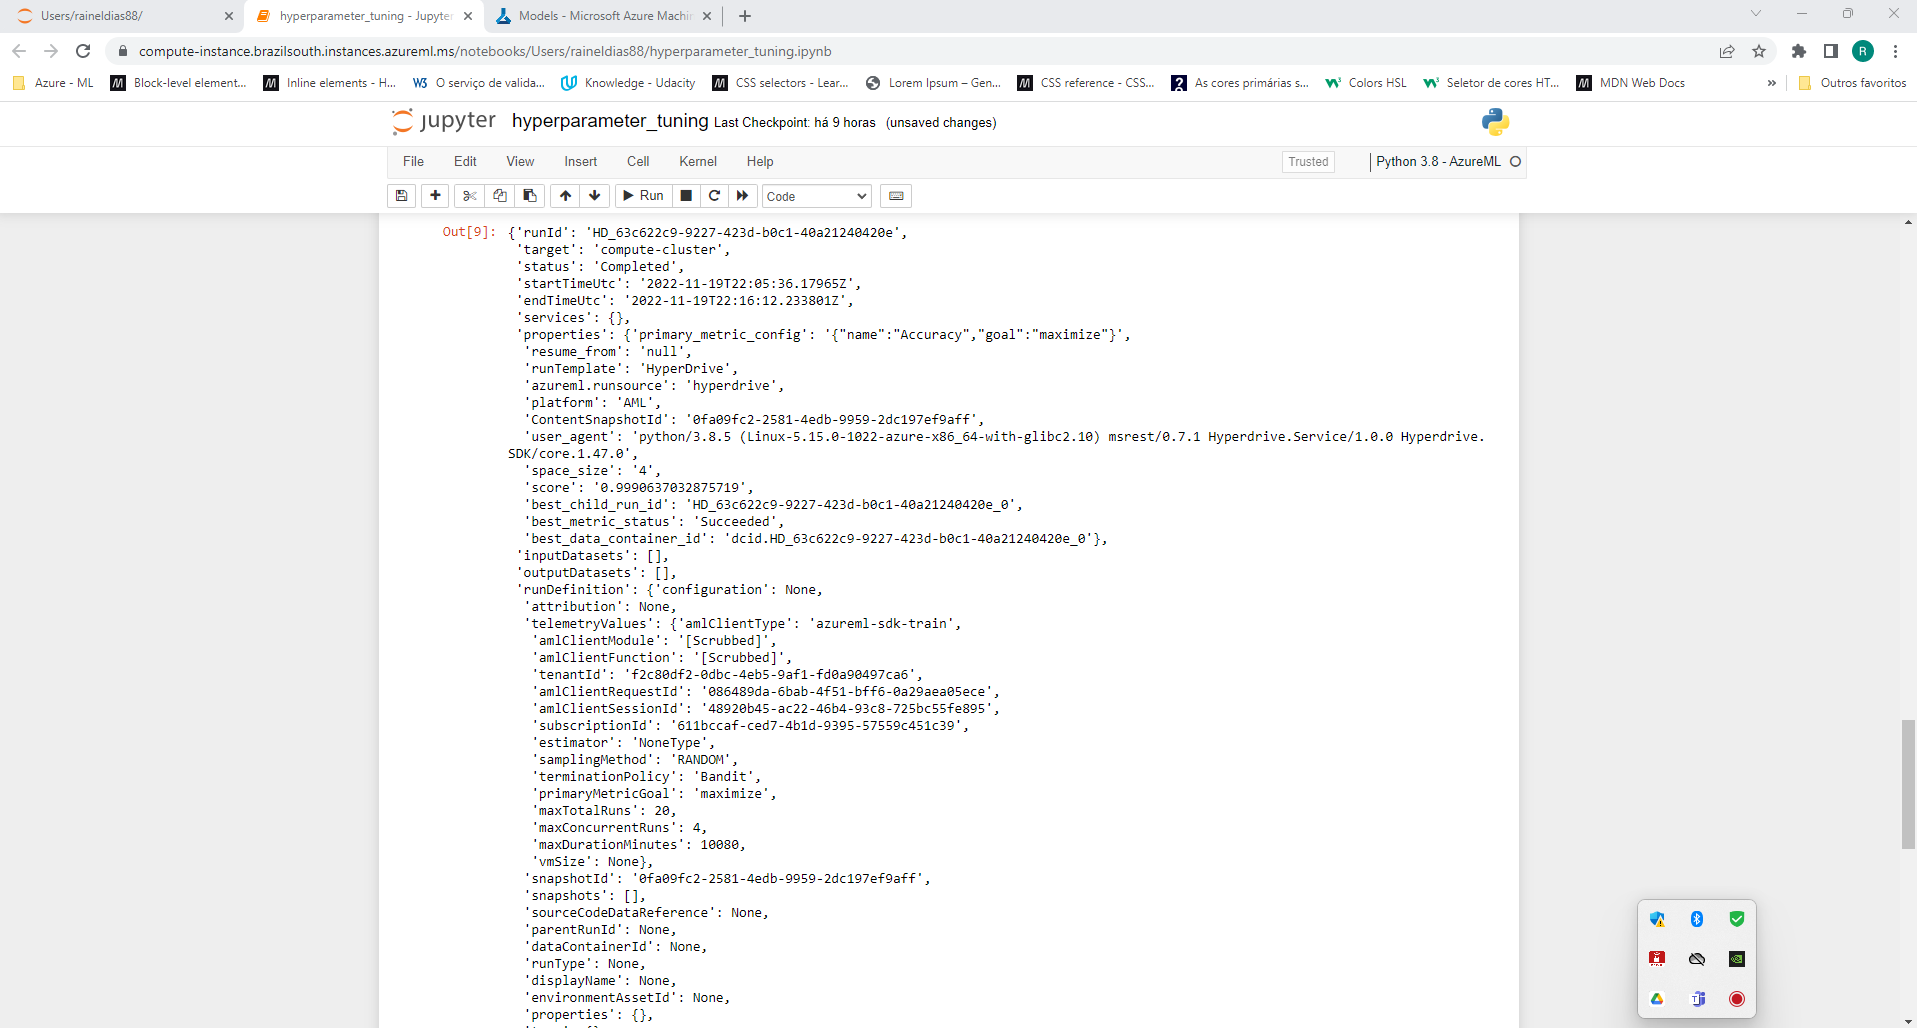 Users/raineldias88/
hyperparameter_tuning - Jupyter
Models - Microsoft Azure Machin
compute-instance.brazilsouth.instances.azureml.ms/notebooks/Users/raineldias88/hyperparameter_tuning.ipynb
R
Azure - ML
Block-level element...
Inline elements - H...
O serviço de valida...
Knowledge - Udacity
CSS selectors - Lear...
Lorem Ipsum – Gen...
CSS reference - CSS...
As cores primárias s...
Colors HSL
Seletor de cores HT...
MDN Web Docs
»
Outros favoritos
jupyter hyperparameter_tuning Last Checkpoint: há 9 horas (unsaved changes)
File Edit View Insert Cell Kernel Help Trusted Python 3.8 - AzureML
Run Code
Out[9]: {'runId': 'HD_63c622c9-9227-423d-b0c1-40a21240420e',
'target': 'compute-cluster',
'status': 'Completed',
'startTimeUtc': '2022-11-19T22:05:36.17965Z',
'endTimeUtc': '2022-11-19T22:16:12.233801Z',
'services': {},
'properties': {'primary_metric_config': '{"name":"Accuracy","goal":"maximize"}',
'resume_from': 'null',
'runTemplate': 'HyperDrive',
'azureml.runsource': 'hyperdrive',
'platform': 'AML',
'ContentSnapshotId': '0fa09fc2-2581-4edb-9959-2dc197ef9aff',
'user_agent': 'python/3.8.5 (Linux-5.15.0-1022-azure-x86_64-with-glibc2.10) msrest/0.7.1 Hyperdrive.Service/1.0.0 Hyperdrive.
SDK/core.1.47.0',
'space_size': '4',
'score': '0.9990637032875719',
'best_child_run_id': 'HD_63c622c9-9227-423d-b0c1-40a21240420e_0',
'best_metric_status': 'Succeeded',
'best_data_container_id': 'dcid.HD_63c622c9-9227-423d-b0c1-40a21240420e_0'},
'inputDatasets': [],
'outputDatasets': [],
'runDefinition': {'configuration': None,
'attribution': None,
'telemetryValues': {'amlClientType': 'azureml-sdk-train',
'amlClientModule': '[Scrubbed]',
'amlClientFunction': '[Scrubbed]',
'tenantId': 'f2c80df2-0dbc-4eb5-9af1-fd0a90497ca6',
'amlClientRequestId': '086489da-6bab-4f51-bff6-0a29aea05ece',
'amlClientSessionId': '48920b45-ac22-46b4-93c8-725bc55fe895',
'subscriptionId': '611bccaf-ced7-4b1d-9395-57559c451c39',
'estimator': 'NoneType',
'samplingMethod': 'RANDOM',
'terminationPolicy': 'Bandit',
'primaryMetricGoal': 'maximize',
'maxTotalRuns': 20,
'maxConcurrentRuns': 4,
'maxDurationMinutes': 10080,
'vmSize': None},
'snapshotId': '0fa09fc2-2581-4edb-9959-2dc197ef9aff',
'snapshots': [],
'sourceCodeDataReference': None,
'parentRunId': None,
'dataContainerId': None,
'runType': None,
'displayName': None,
'environmentAssetId': None,
'properties': {},